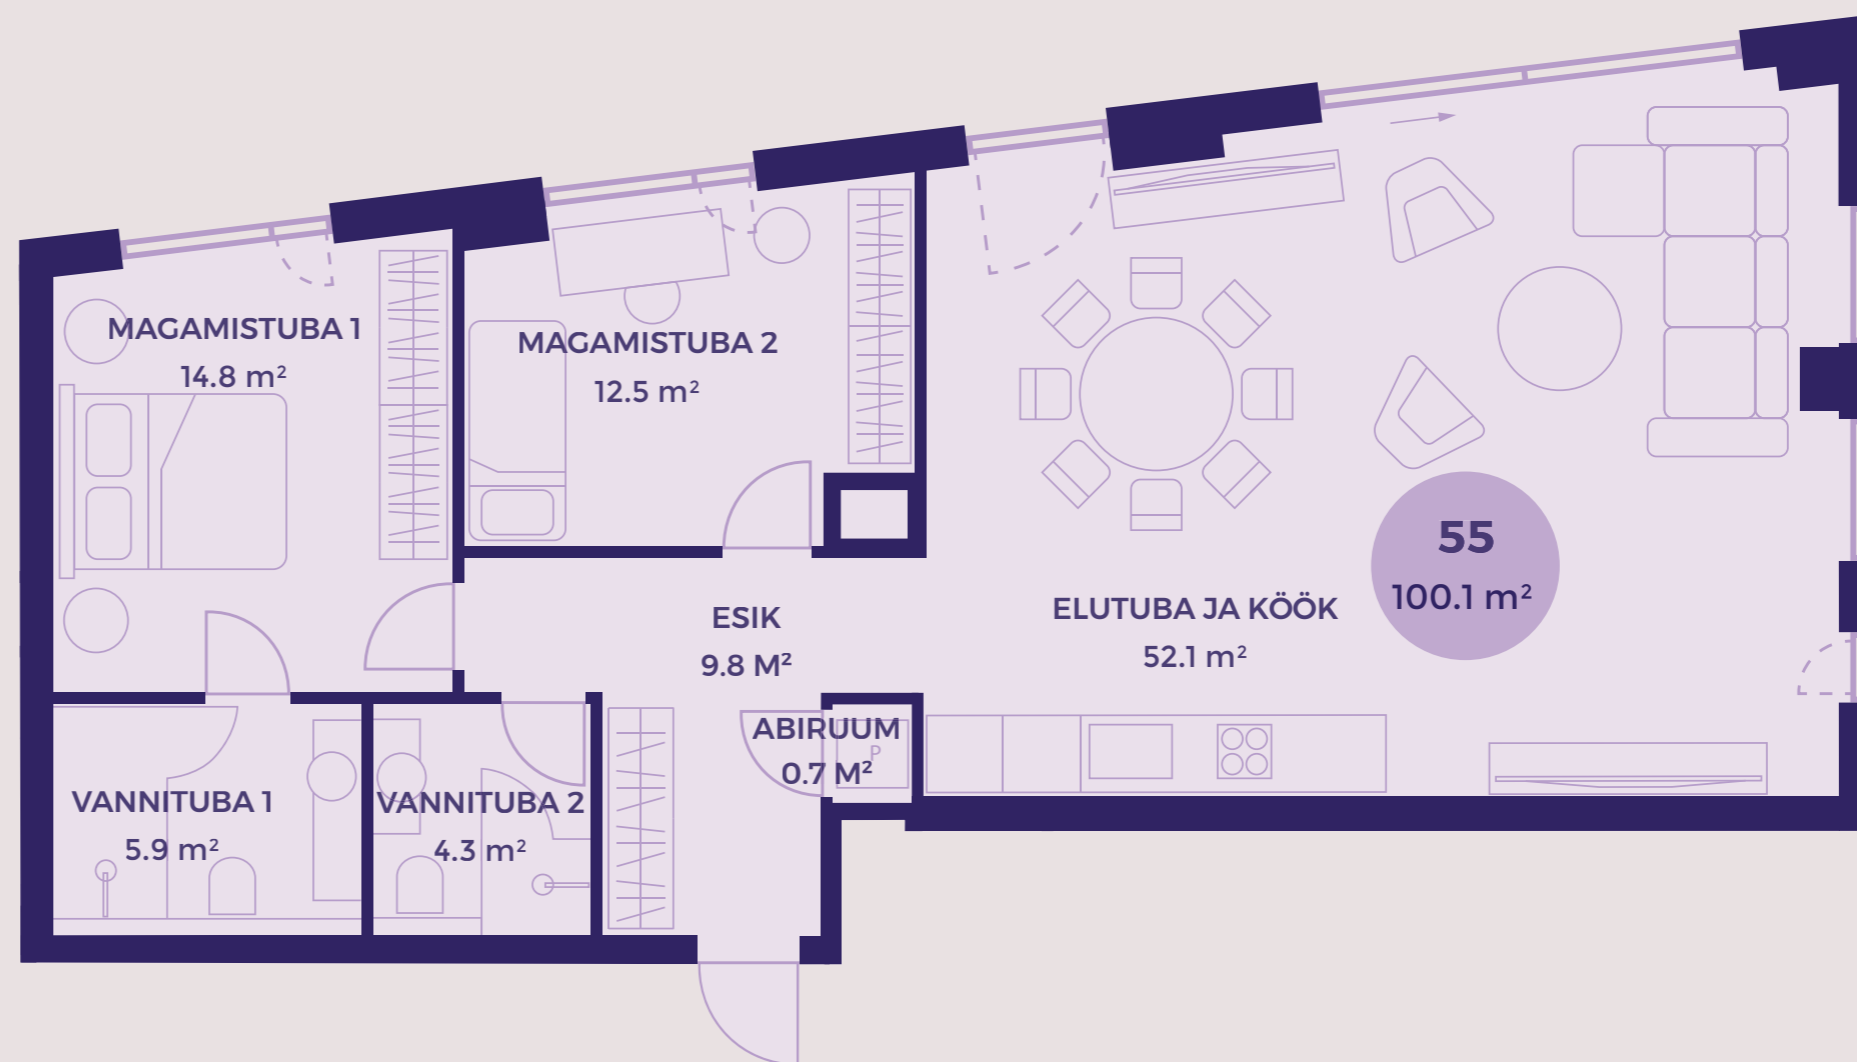 MAGAMISTUBA 1
14.8 m²
MAGAMISTUBA 2
12.5 m²
55
100.1 m²
ESIK
9.8 M²
ELUTUBA JA KÖÖK
52.1 m²
ABIRUUM
P
0.7 M²
VANNITUBA 1
5.9 m²
VANNITUBA 2
4.3 m²